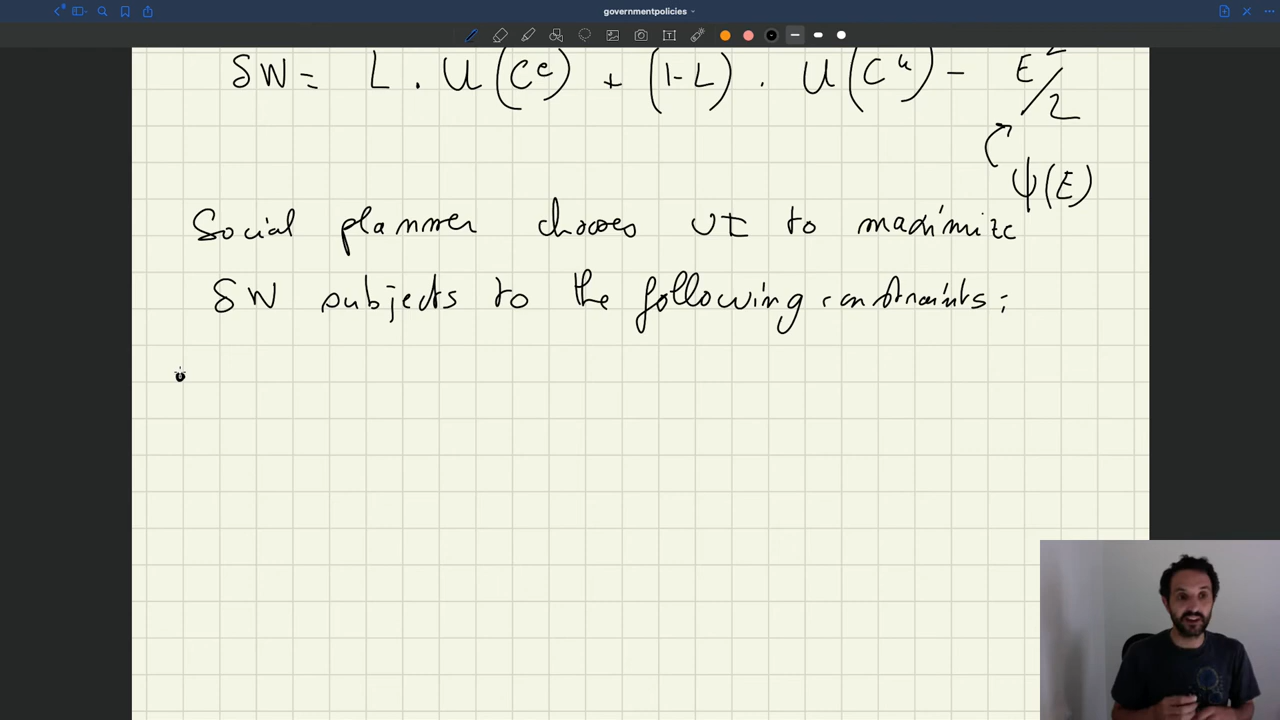 governmentpolicies
SW = L . U(C^e) + (1-L) . U(C^u) - E^2/2
ψ(E)
Social planner chooses UI to maximize
SW subjects to the following constraints: